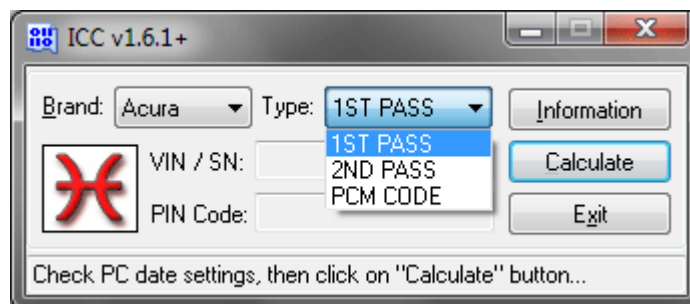 ICC v1.6.1+
Brand: Acura Type: 1ST PASS Information
1ST PASS
2ND PASS
PCM CODE
VIN / SN: Calculate
PIN Code: Exit
Check PC date settings, then click on "Calculate" button...